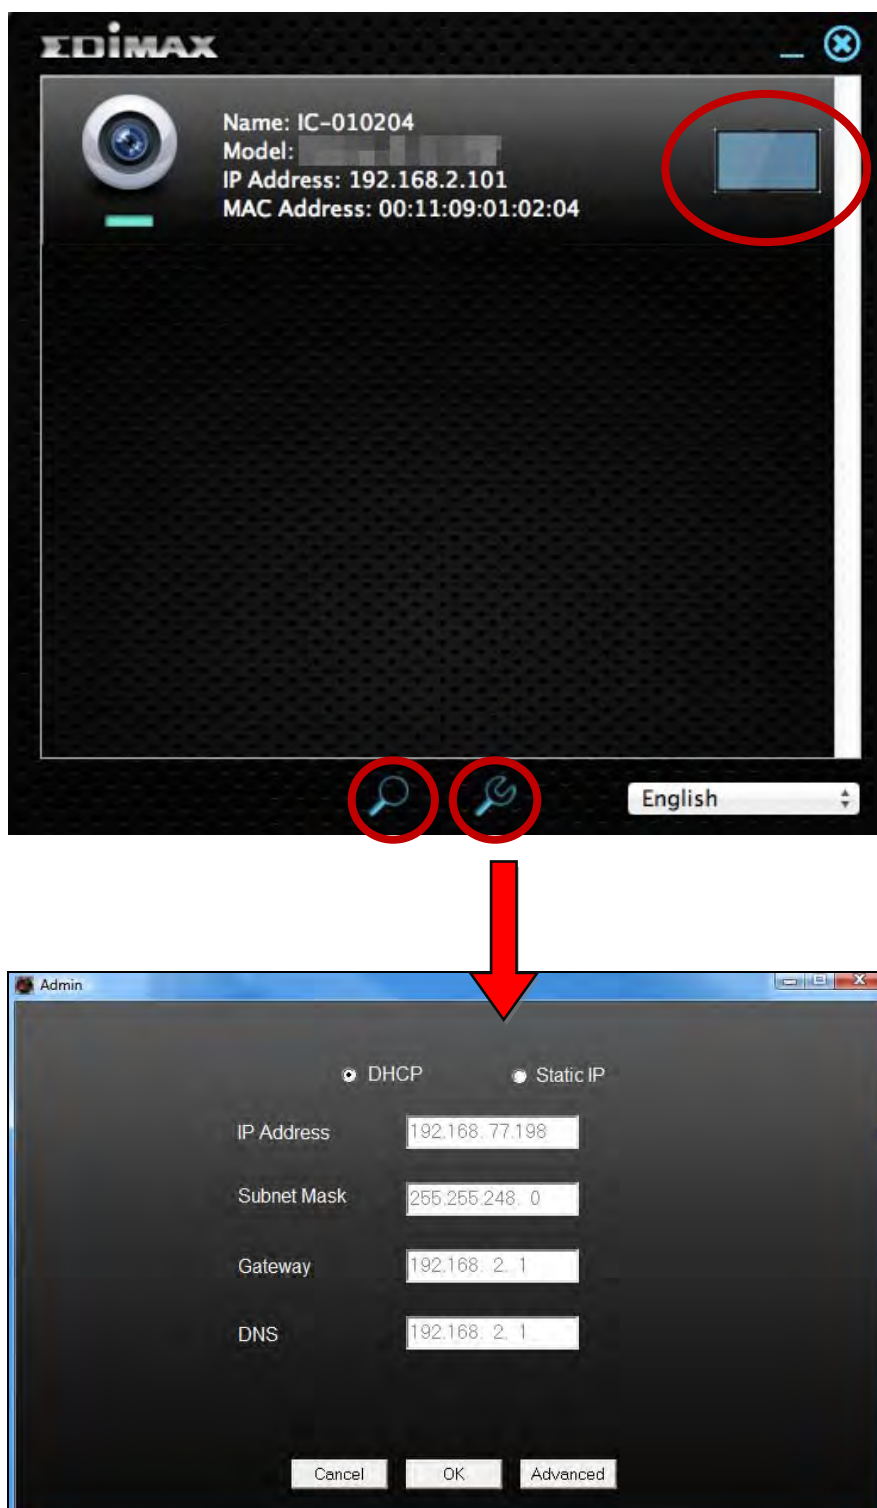 EDIMAX
Name: IC-010204
Model:
IP Address: 192.168.2.101
MAC Address: 00:11:09:01:02:04
English
Admin
DHCP Static IP
IP Address 192.168. 77.198
Subnet Mask 255.255.248. 0
Gateway 192.168. 2. 1
DNS 192.168. 2. 1
Cancel OK Advanced